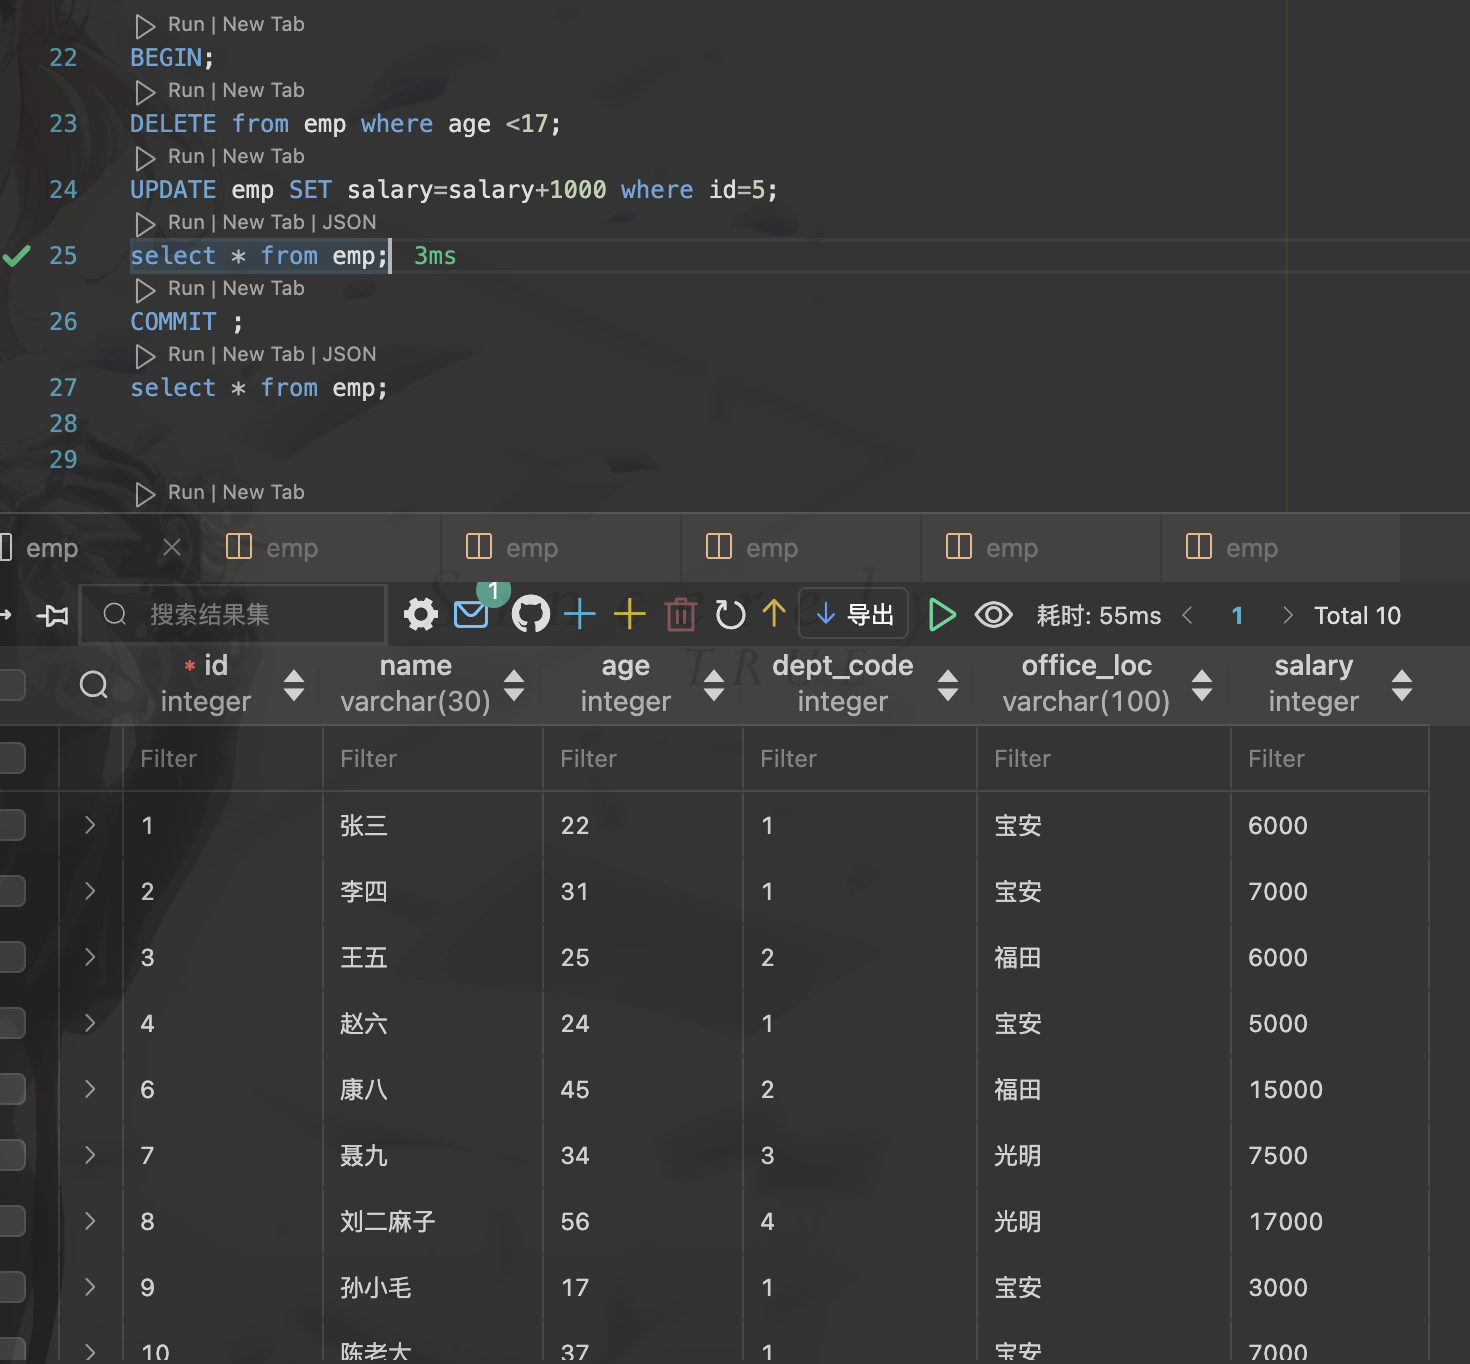 Run | New Tab
22 BEGIN;
Run | New Tab
23 DELETE from emp where age <17;
Run | New Tab
24 UPDATE emp SET salary=salary+1000 where id=5;
Run | New Tab | JSON
25 select * from emp; 3ms
Run | New Tab
26 COMMIT ;
Run | New Tab | JSON
27 select * from emp;
28
29
Run | New Tab
emp emp emp emp emp emp
搜索结果集 1 导出 耗时: 55ms 1 Total 10
TRUE
* id name age dept_code office_loc salary
integer varchar(30) integer integer varchar(100) integer
Filter Filter Filter Filter Filter Filter
1 张三 22 1 宝安 6000
2 李四 31 1 宝安 7000
3 王五 25 2 福田 6000
4 赵六 24 1 宝安 5000
6 康八 45 2 福田 15000
7 聂九 34 3 光明 7500
8 刘二麻子 56 4 光明 17000
9 孙小毛 17 1 宝安 3000
10 陈老大 37 1 宝安 7000